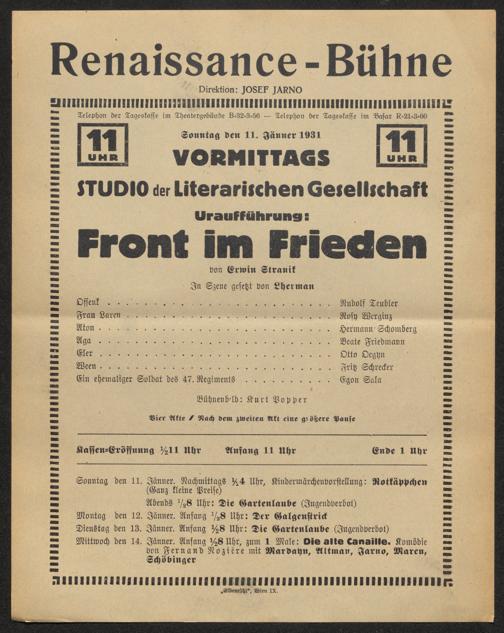 Renaissance-Bühne
Direktion: JOSEF JARNO
Telephon der Tageskasse im Theatergebäude B-32-3-56 — Telephon der Tageskasse im Basar R-21-3-60
11 UHR
Sonntag den 11. Jänner 1931
11 UHR
VORMITTAGS
STUDIO der Literarischen Gesellschaft
Uraufführung:
Front im Frieden
von Erwin Stranik
In Szene gesetzt von Lherman
Offenk . . . Rudolf Teubler
Frau Laren . . . Rosy Werginz
Aton . . . Hermann Schomberg
Aga . . . Beate Friedmann
Eler . . . Otto Oegyn
Ween . . . Fritz Schrecker
Ein ehemaliger Soldat des 47. Regiments . . . Egon Sala
Bühnenbild: Kurt Popper
Vier Akte / Nach dem zweiten Akt eine größere Pause
Kassen-Eröffnung ½11 Uhr Anfang 11 Uhr Ende 1 Uhr
Sonntag den 11. Jänner. Nachmittags ¼4 Uhr, Kindermärchenvorstellung: Rotkäppchen
(Ganz kleine Preise)
Abends ½8 Uhr: Die Gartenlaube (Jugendverbot)
Montag den 12. Jänner. Anfang ½8 Uhr: Der Galgenstrick
Dienstag den 13. Jänner. Anfang ½8 Uhr: Die Gartenlaube (Jugendverbot)
Mittwoch den 14. Jänner. Anfang ½8 Uhr, zum 1. Male: Die alte Canaille. Komödie
von Fernand Nozière mit Mardayn, Altman, Jarno, Maren,
Schöbinger
Wien IX.